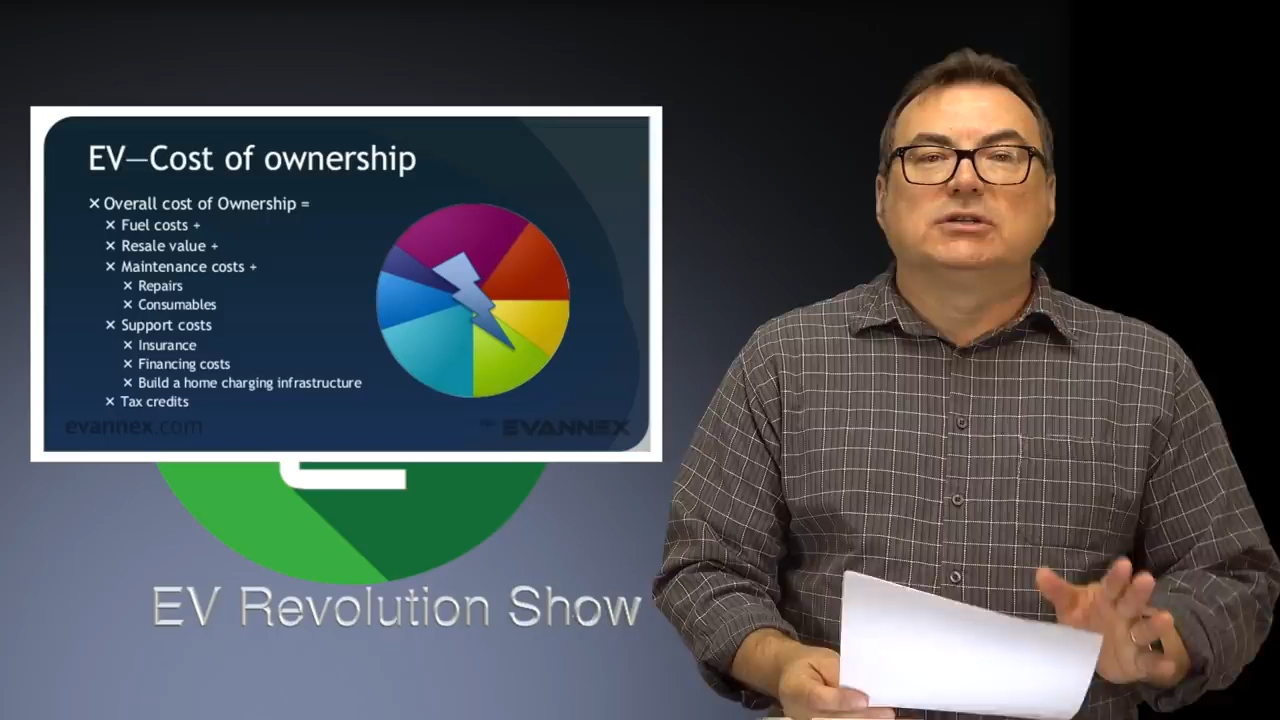 EV—Cost of ownership
× Overall cost of Ownership =
× Fuel costs +
× Resale value +
× Maintenance costs +
× Repairs
× Consumables
× Support costs
× Insurance
× Financing costs
× Build a home charging infrastructure
× Tax credits
evannex.com
EVANNEX
EV Revolution Show